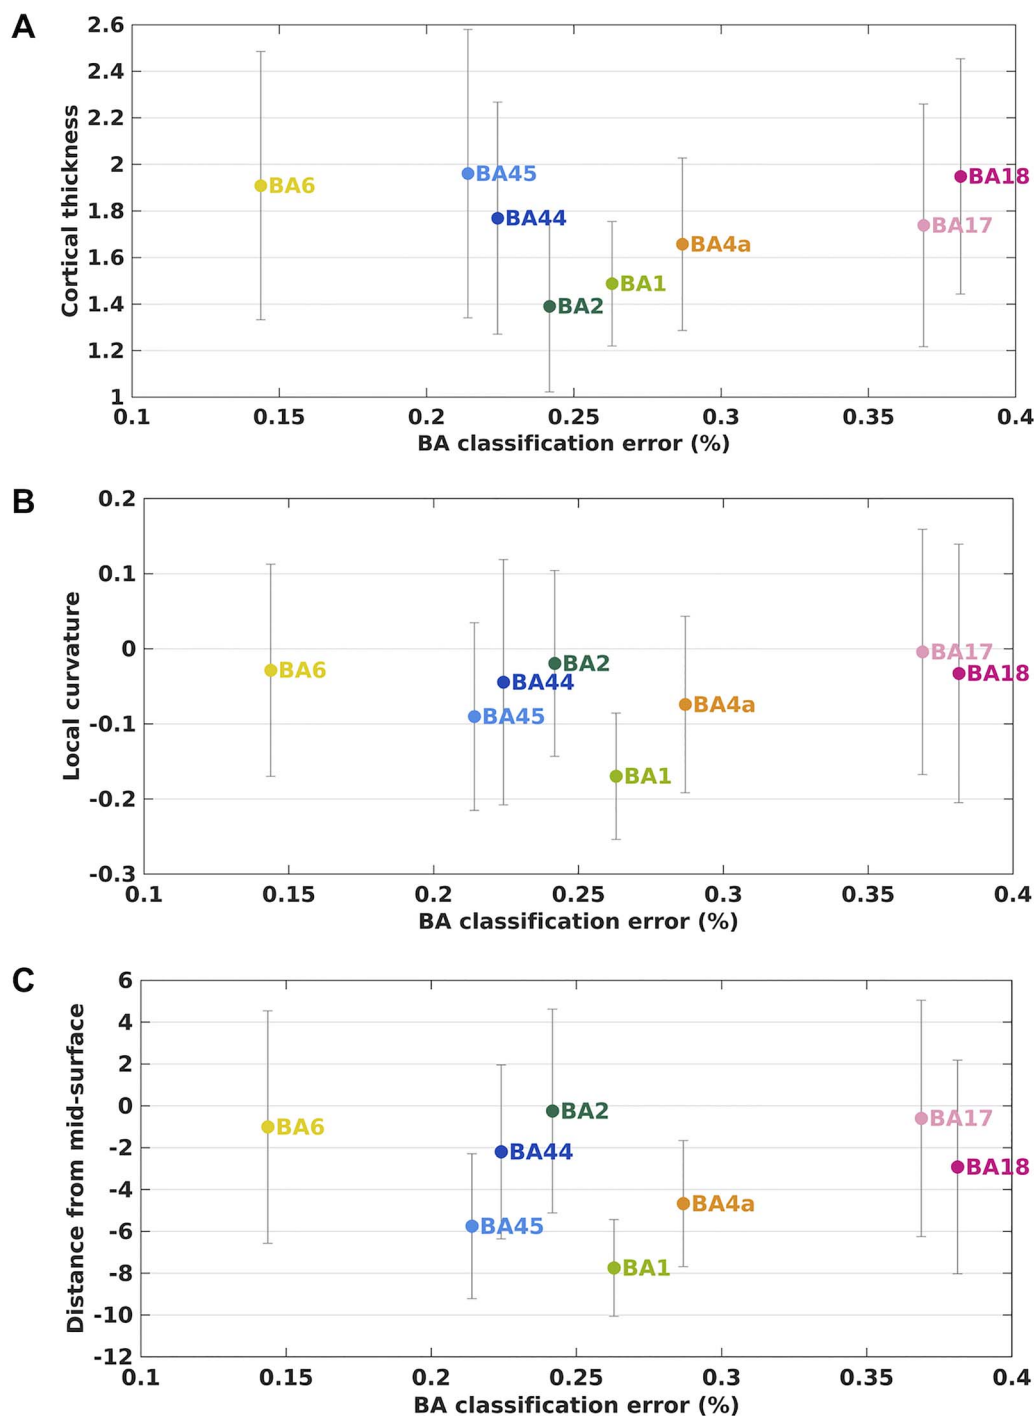 A
Cortical thickness
2.6
2.4
2.2
2
1.8
1.6
1.4
1.2
1
BA6
BA45
BA44
BA2
BA1
BA4a
BA17
BA18
0.1 0.15 0.2 0.25 0.3 0.35 0.4
BA classification error (%)
B
Local curvature
0.2
0.1
0
-0.1
-0.2
-0.3
BA6
BA45
BA44
BA2
BA1
BA4a
BA17
BA18
0.1 0.15 0.2 0.25 0.3 0.35 0.4
BA classification error (%)
C
Distance from mid-surface
6
4
2
0
-2
-4
-6
-8
-10
-12
BA6
BA45
BA44
BA2
BA1
BA4a
BA17
BA18
0.1 0.15 0.2 0.25 0.3 0.35 0.4
BA classification error (%)